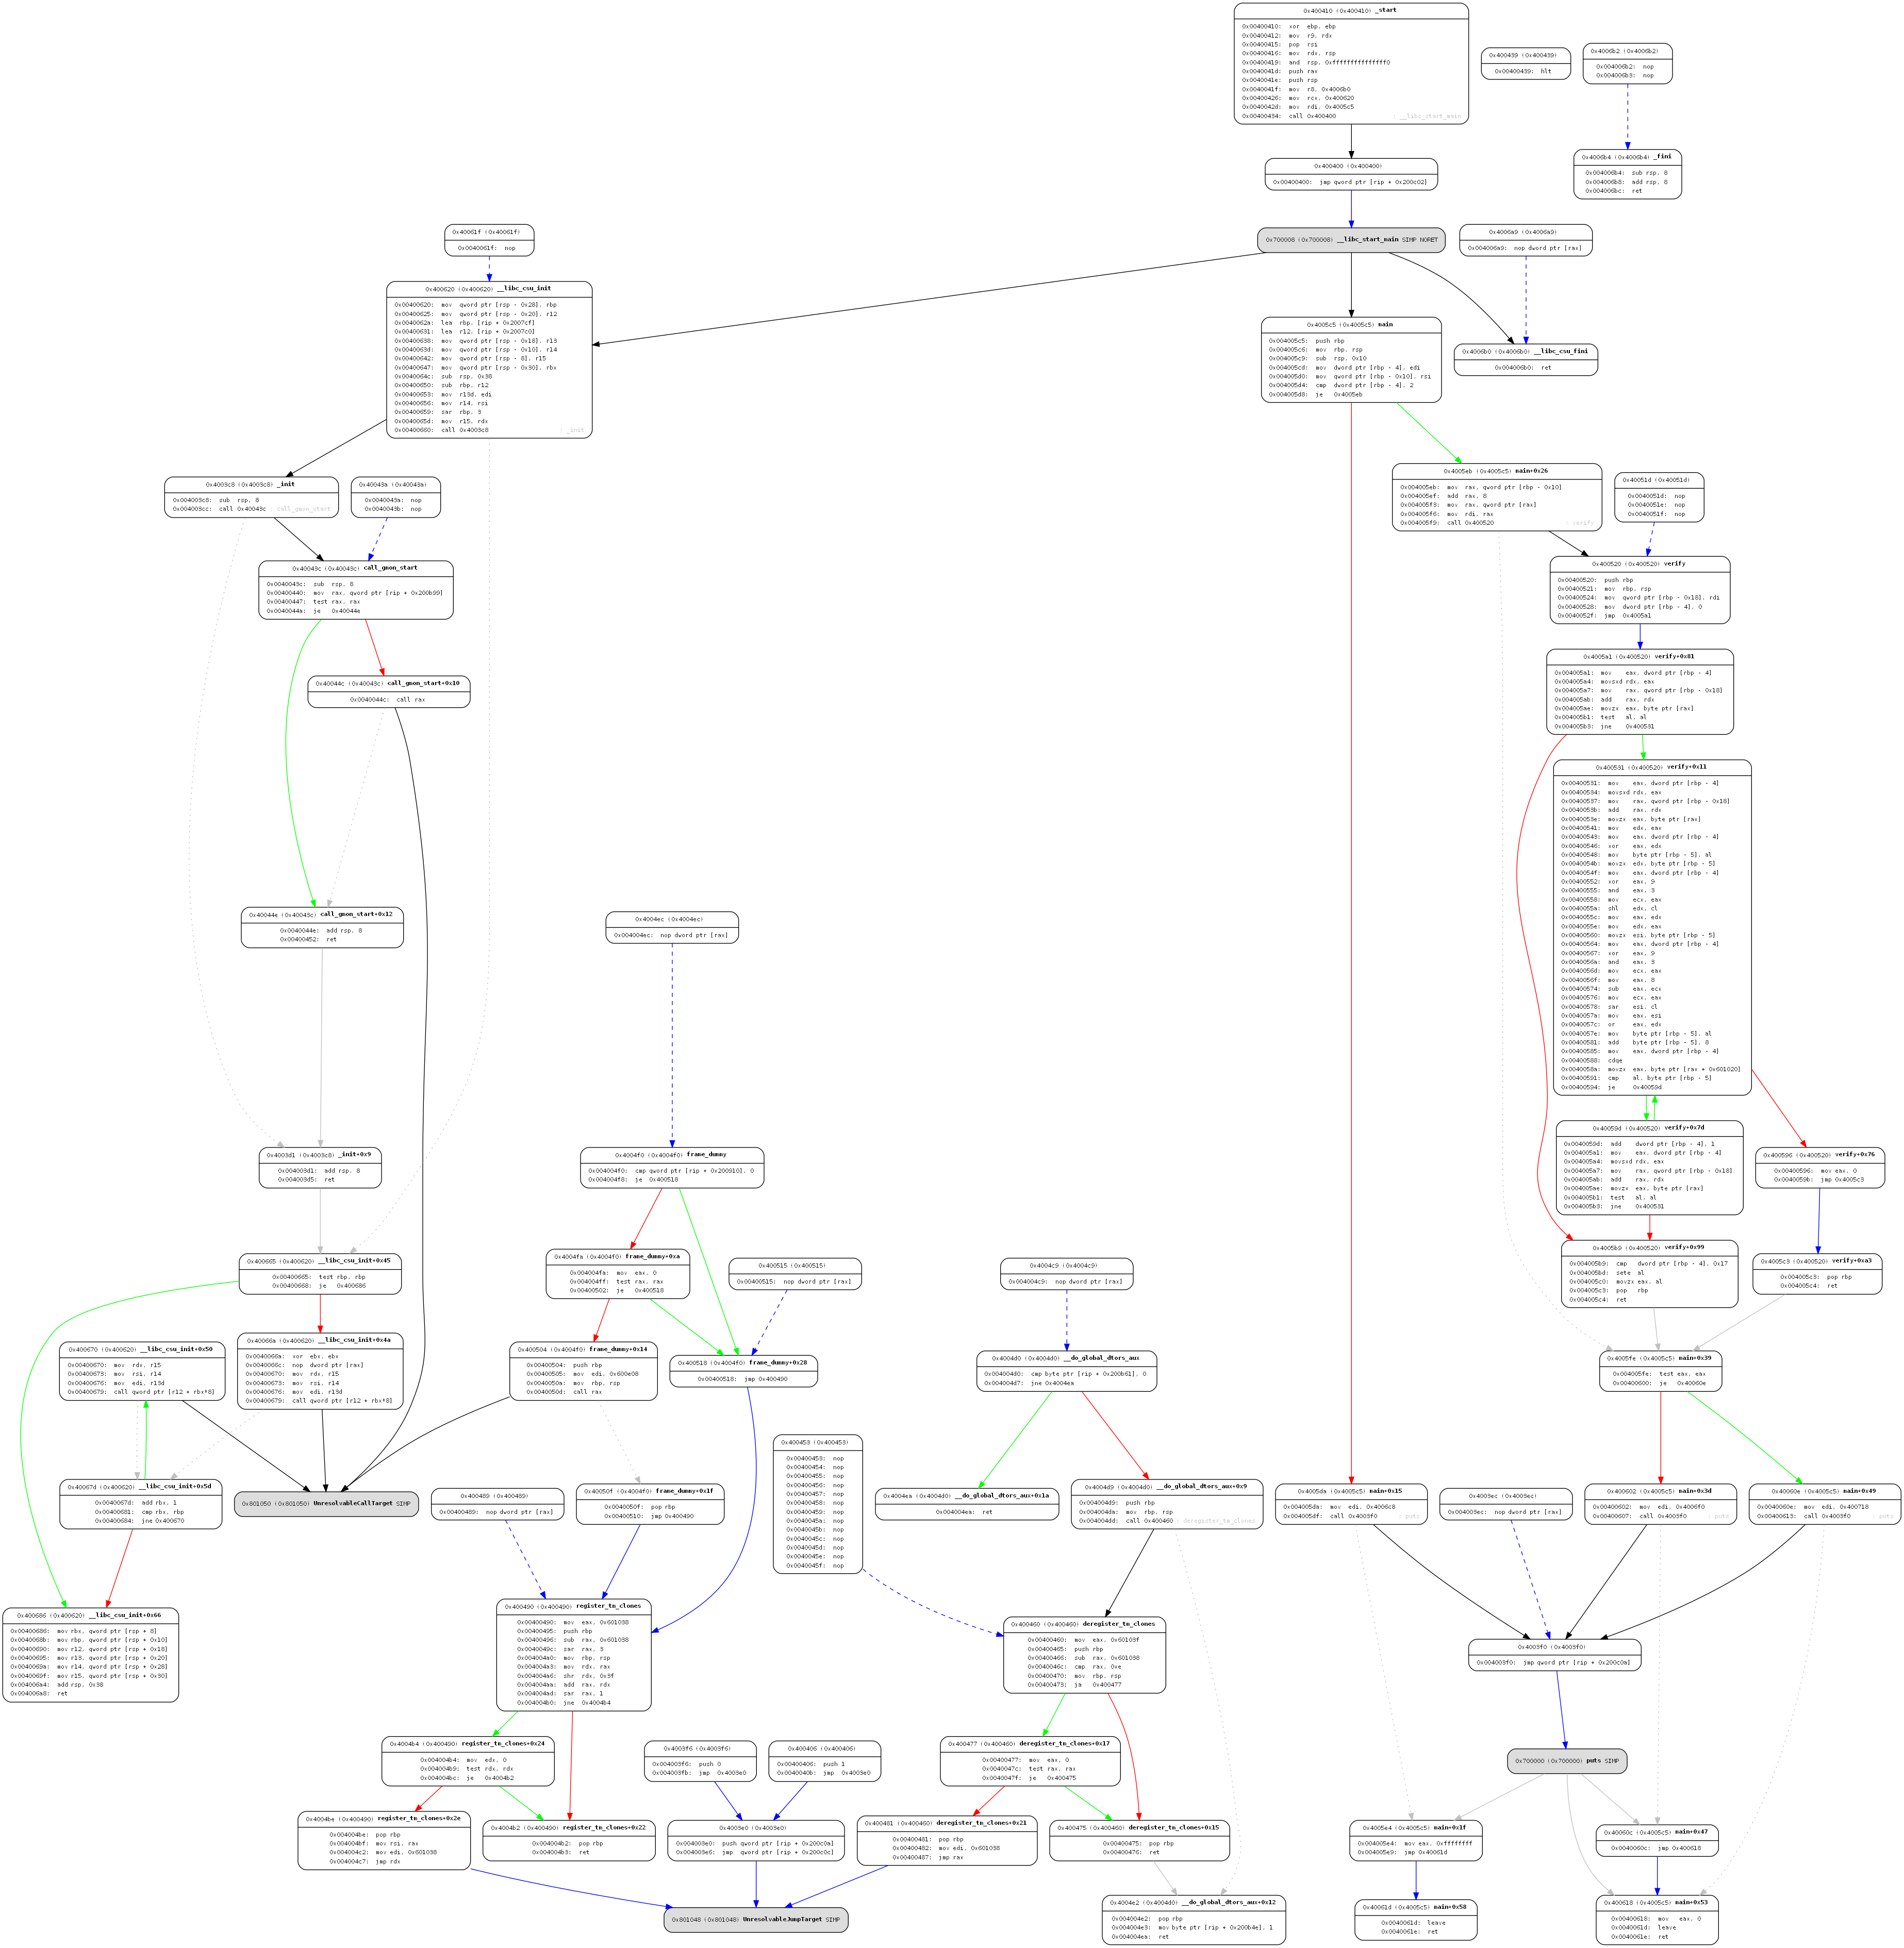 0x400410 (0x400410) _start
0x00400410: xor ebp, ebp
0x00400412: mov r9, rdx
0x00400415: pop rsi
0x00400416: mov rdx, rsp
0x00400419: and rsp, 0xfffffffffffffff0
0x0040041d: push rax
0x0040041e: push rsp
0x0040041f: mov r8, 0x4006b0
0x00400426: mov rcx, 0x400620
0x0040042d: mov rdi, 0x4005c5
0x00400434: call 0x400400 ; __libc_start_main
0x400439 (0x400439)
0x00400439: hlt
0x4006b2 (0x4006b2)
0x004006b2: nop
0x004006b3: nop
0x4006b4 (0x4006b4) _fini
0x004006b4: sub rsp, 8
0x004006b8: add rsp, 8
0x004006bc: ret
0x400400 (0x400400)
0x00400400: jmp qword ptr [rip + 0x200c02]
0x700008 (0x700008) __libc_start_main SIMP NORET
0x4006a9 (0x4006a9)
0x004006a9: nop dword ptr [rax]
0x40061f (0x40061f)
0x0040061f: nop
0x400620 (0x400620) __libc_csu_init
0x00400620: mov qword ptr [rsp - 0x28], rbp
0x00400625: mov qword ptr [rsp - 0x20], r12
0x0040062a: lea rbp, [rip + 0x2007cf]
0x00400631: lea r12, [rip + 0x2007c0]
0x00400638: mov qword ptr [rsp - 0x18], r13
0x0040063d: mov qword ptr [rsp - 0x10], r14
0x00400642: mov qword ptr [rsp - 8], r15
0x00400647: mov qword ptr [rsp - 0x30], rbx
0x0040064c: sub rsp, 0x38
0x00400650: sub rbp, r12
0x00400653: mov r13d, edi
0x00400656: mov r14, rsi
0x00400659: sar rbp, 3
0x0040065d: mov r15, rdx
0x00400660: call 0x4003c8 ; _init
0x4005c5 (0x4005c5) main
0x004005c5: push rbp
0x004005c6: mov rbp, rsp
0x004005c9: sub rsp, 0x10
0x004005cd: mov dword ptr [rbp - 4], edi
0x004005d0: mov qword ptr [rbp - 0x10], rsi
0x004005d4: cmp dword ptr [rbp - 4], 2
0x004005d8: je 0x4005eb
0x4006b0 (0x4006b0) __libc_csu_fini
0x004006b0: ret
0x4003c8 (0x4003c8) _init
0x004003c8: sub rsp, 8
0x004003cc: call 0x40043c ; call_gmon_start
0x40043a (0x40043a)
0x0040043a: nop
0x0040043b: nop
0x4005eb (0x4005c5) main+0x26
0x004005eb: mov rax, qword ptr [rbp - 0x10]
0x004005ef: add rax, 8
0x004005f3: mov rax, qword ptr [rax]
0x004005f6: mov rdi, rax
0x004005f9: call 0x400520 ; verify
0x40051d (0x40051d)
0x0040051d: nop
0x0040051e: nop
0x0040051f: nop
0x40043c (0x40043c) call_gmon_start
0x0040043c: sub rsp, 8
0x00400440: mov rax, qword ptr [rip + 0x200b99]
0x00400447: test rax, rax
0x0040044a: je 0x40044e
0x400520 (0x400520) verify
0x00400520: push rbp
0x00400521: mov rbp, rsp
0x00400524: mov qword ptr [rbp - 0x18], rdi
0x00400528: mov dword ptr [rbp - 4], 0
0x0040052f: jmp 0x4005a1
0x40044c (0x40043c) call_gmon_start+0x10
0x0040044c: call rax
0x4005a1 (0x400520) verify+0x81
0x004005a1: mov eax, dword ptr [rbp - 4]
0x004005a4: movsxd rdx, eax
0x004005a7: mov rax, qword ptr [rbp - 0x18]
0x004005ab: add rax, rdx
0x004005ae: movzx eax, byte ptr [rax]
0x004005b1: test al, al
0x004005b3: jne 0x400531
0x400531 (0x400520) verify+0x11
0x00400531: mov eax, dword ptr [rbp - 4]
0x00400534: movsxd rdx, eax
0x00400537: mov rax, qword ptr [rbp - 0x18]
0x0040053b: add rax, rdx
0x0040053e: movzx eax, byte ptr [rax]
0x00400541: mov edx, eax
0x00400543: mov eax, dword ptr [rbp - 4]
0x00400546: xor eax, edx
0x00400548: mov byte ptr [rbp - 5], al
0x0040054b: movzx edx, byte ptr [rbp - 5]
0x0040054f: mov eax, dword ptr [rbp - 4]
0x00400552: xor eax, 9
0x00400555: and eax, 3
0x00400558: mov ecx, eax
0x0040055a: shl edx, cl
0x0040055c: mov eax, edx
0x0040055e: mov edx, eax
0x00400560: movzx esi, byte ptr [rbp - 5]
0x00400564: mov eax, dword ptr [rbp - 4]
0x00400567: xor eax, 9
0x0040056a: and eax, 3
0x0040056d: mov ecx, eax
0x0040056f: mov eax, 8
0x00400574: sub eax, ecx
0x00400576: mov ecx, eax
0x00400578: sar esi, cl
0x0040057a: mov eax, esi
0x0040057c: or eax, edx
0x0040057e: mov byte ptr [rbp - 5], al
0x00400581: add byte ptr [rbp - 5], 8
0x00400585: mov eax, dword ptr [rbp - 4]
0x00400588: cdqe
0x0040058a: movzx eax, byte ptr [rax + 0x601020]
0x00400591: cmp al, byte ptr [rbp - 5]
0x00400594: je 0x40059d
0x40044e (0x40043c) call_gmon_start+0x12
0x0040044e: add rsp, 8
0x00400452: ret
0x4004ec (0x4004ec)
0x004004ec: nop dword ptr [rax]
0x40059d (0x400520) verify+0x7d
0x0040059d: add dword ptr [rbp - 4], 1
0x004005a1: mov eax, dword ptr [rbp - 4]
0x004005a4: movsxd rdx, eax
0x004005a7: mov rax, qword ptr [rbp - 0x18]
0x004005ab: add rax, rdx
0x004005ae: movzx eax, byte ptr [rax]
0x004005b1: test al, al
0x004005b3: jne 0x400531
0x400596 (0x400520) verify+0x76
0x00400596: mov eax, 0
0x0040059b: jmp 0x4005c3
0x4003d1 (0x4003c8) _init+0x9
0x004003d1: add rsp, 8
0x004003d5: ret
0x4004f0 (0x4004f0) frame_dummy
0x004004f0: cmp qword ptr [rip + 0x200910], 0
0x004004f8: je 0x400518
0x4005b9 (0x400520) verify+0x99
0x004005b9: cmp dword ptr [rbp - 4], 0x17
0x004005bd: sete al
0x004005c0: movzx eax, al
0x004005c3: pop rbp
0x004005c4: ret
0x4005c3 (0x400520) verify+0xa3
0x004005c3: pop rbp
0x004005c4: ret
0x400665 (0x400620) __libc_csu_init+0x45
0x00400665: test rbp, rbp
0x00400668: je 0x400686
0x4004fa (0x4004f0) frame_dummy+0xa
0x004004fa: mov eax, 0
0x004004ff: test rax, rax
0x00400502: je 0x400518
0x400515 (0x400515)
0x00400515: nop dword ptr [rax]
0x4004c9 (0x4004c9)
0x004004c9: nop dword ptr [rax]
0x400670 (0x400620) __libc_csu_init+0x50
0x00400670: mov rdx, r15
0x00400673: mov rsi, r14
0x00400676: mov edi, r13d
0x00400679: call qword ptr [r12 + rbx*8]
0x40066a (0x400620) __libc_csu_init+0x4a
0x0040066a: xor ebx, ebx
0x0040066c: nop dword ptr [rax]
0x00400670: mov rdx, r15
0x00400673: mov rsi, r14
0x00400676: mov edi, r13d
0x00400679: call qword ptr [r12 + rbx*8]
0x400504 (0x4004f0) frame_dummy+0x14
0x00400504: push rbp
0x00400505: mov edi, 0x600e08
0x0040050a: mov rbp, rsp
0x0040050d: call rax
0x400518 (0x4004f0) frame_dummy+0x28
0x00400518: jmp 0x400490
0x4004d0 (0x4004d0) __do_global_dtors_aux
0x004004d0: cmp byte ptr [rip + 0x200b61], 0
0x004004d7: jne 0x4004ea
0x4005fe (0x4005c5) main+0x39
0x004005fe: test eax, eax
0x00400600: je 0x40060e
0x400453 (0x400453)
0x00400453: nop
0x00400454: nop
0x00400455: nop
0x00400456: nop
0x00400457: nop
0x00400458: nop
0x00400459: nop
0x0040045a: nop
0x0040045b: nop
0x0040045c: nop
0x0040045d: nop
0x0040045e: nop
0x0040045f: nop
0x40067d (0x400620) __libc_csu_init+0x5d
0x0040067d: add rbx, 1
0x00400681: cmp rbx, rbp
0x00400684: jne 0x400670
0x801050 (0x801050) UnresolvableCallTarget SIMP
0x400489 (0x400489)
0x00400489: nop dword ptr [rax]
0x40050f (0x4004f0) frame_dummy+0x1f
0x0040050f: pop rbp
0x00400510: jmp 0x400490
0x4004ea (0x4004d0) __do_global_dtors_aux+0x1a
0x004004ea: ret
0x4004d9 (0x4004d0) __do_global_dtors_aux+0x9
0x004004d9: push rbp
0x004004da: mov rbp, rsp
0x004004dd: call 0x400460 ; deregister_tm_clones
0x4005da (0x4005c5) main+0x15
0x004005da: mov edi, 0x4006c8
0x004005df: call 0x4003f0 ; puts
0x4003ec (0x4003ec)
0x004003ec: nop dword ptr [rax]
0x400602 (0x4005c5) main+0x3d
0x00400602: mov edi, 0x4006f0
0x00400607: call 0x4003f0 ; puts
0x40060e (0x4005c5) main+0x49
0x0040060e: mov edi, 0x400718
0x00400613: call 0x4003f0 ; puts
0x400686 (0x400620) __libc_csu_init+0x66
0x00400686: mov rbx, qword ptr [rsp + 8]
0x0040068b: mov rbp, qword ptr [rsp + 0x10]
0x00400690: mov r12, qword ptr [rsp + 0x18]
0x00400695: mov r13, qword ptr [rsp + 0x20]
0x0040069a: mov r14, qword ptr [rsp + 0x28]
0x0040069f: mov r15, qword ptr [rsp + 0x30]
0x004006a4: add rsp, 0x38
0x004006a8: ret
0x400490 (0x400490) register_tm_clones
0x00400490: mov eax, 0x601038
0x00400495: push rbp
0x00400496: sub rax, 0x601038
0x0040049c: sar rax, 3
0x004004a0: mov rbp, rsp
0x004004a3: mov rdx, rax
0x004004a6: shr rdx, 0x3f
0x004004aa: add rax, rdx
0x004004ad: sar rax, 1
0x004004b0: jne 0x4004b4
0x400460 (0x400460) deregister_tm_clones
0x00400460: mov eax, 0x60103f
0x00400465: push rbp
0x00400466: sub rax, 0x601038
0x0040046c: cmp rax, 0xe
0x00400470: mov rbp, rsp
0x00400473: ja 0x400477
0x4003f0 (0x4003f0)
0x004003f0: jmp qword ptr [rip + 0x200c0a]
0x4004b4 (0x400490) register_tm_clones+0x24
0x004004b4: mov edx, 0
0x004004b9: test rdx, rdx
0x004004bc: je 0x4004b2
0x4003f6 (0x4003f6)
0x004003f6: push 0
0x004003fb: jmp 0x4003e0
0x400406 (0x400406)
0x00400406: push 1
0x0040040b: jmp 0x4003e0
0x400477 (0x400460) deregister_tm_clones+0x17
0x00400477: mov eax, 0
0x0040047c: test rax, rax
0x0040047f: je 0x400475
0x700000 (0x700000) puts SIMP
0x4004be (0x400490) register_tm_clones+0x2e
0x004004be: pop rbp
0x004004bf: mov rsi, rax
0x004004c2: mov edi, 0x601038
0x004004c7: jmp rdx
0x4004b2 (0x400490) register_tm_clones+0x22
0x004004b2: pop rbp
0x004004b3: ret
0x4003e0 (0x4003e0)
0x004003e0: push qword ptr [rip + 0x200c0a]
0x004003e6: jmp qword ptr [rip + 0x200c0c]
0x400481 (0x400460) deregister_tm_clones+0x21
0x00400481: pop rbp
0x00400482: mov edi, 0x601038
0x00400487: jmp rax
0x400475 (0x400460) deregister_tm_clones+0x15
0x00400475: pop rbp
0x00400476: ret
0x4005e4 (0x4005c5) main+0x1f
0x004005e4: mov eax, 0xffffffff
0x004005e9: jmp 0x40061d
0x40060c (0x4005c5) main+0x47
0x0040060c: jmp 0x400618
0x801048 (0x801048) UnresolvableJumpTarget SIMP
0x4004e2 (0x4004d0) __do_global_dtors_aux+0x12
0x004004e2: pop rbp
0x004004e3: mov byte ptr [rip + 0x200b4e], 1
0x004004ea: ret
0x40061d (0x4005c5) main+0x58
0x0040061d: leave
0x0040061e: ret
0x400618 (0x4005c5) main+0x53
0x00400618: mov eax, 0
0x0040061d: leave
0x0040061e: ret